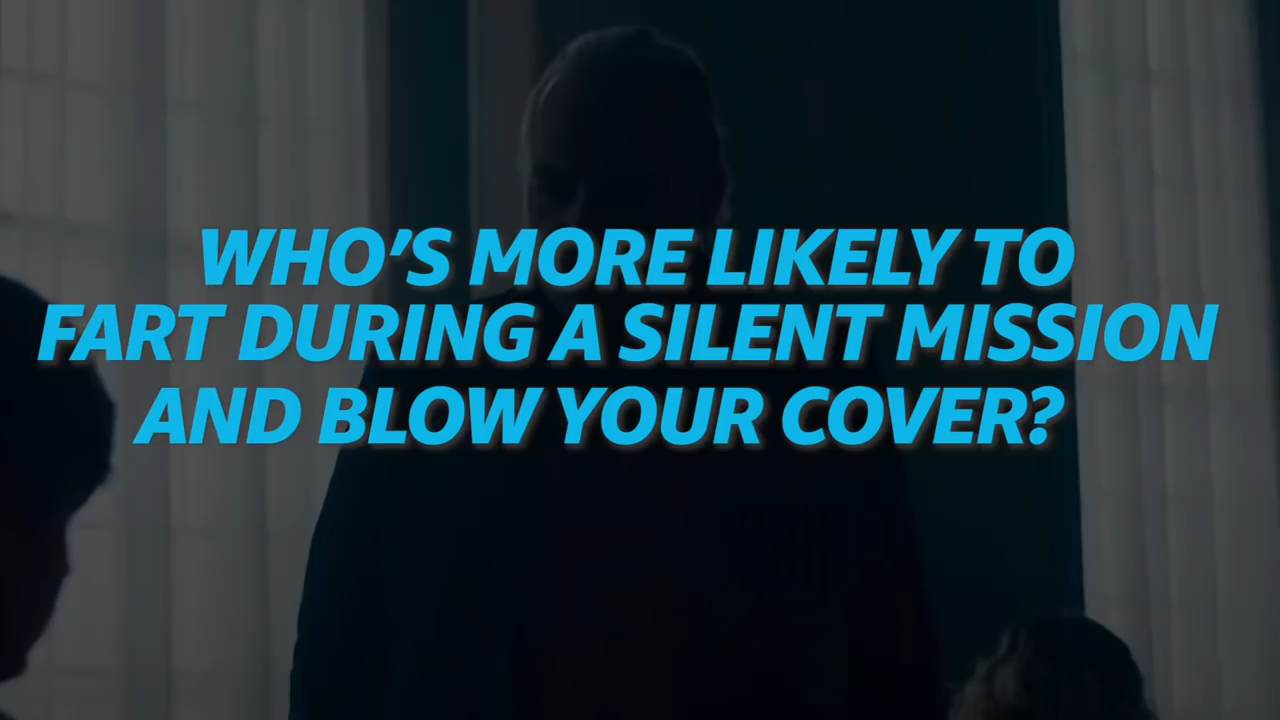 WHO'S MORE LIKELY TO
FART DURING A SILENT MISSION
AND BLOW YOUR COVER?